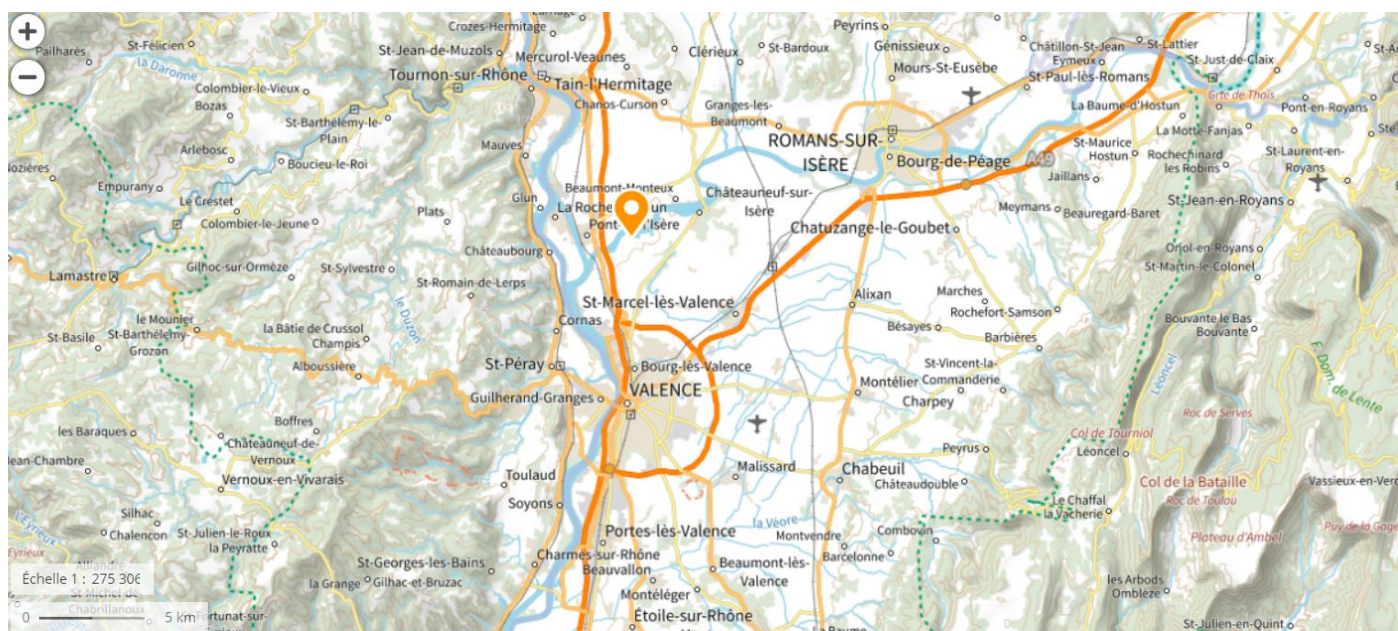 +
−
Pailharès
St-Félicien
la Daronne
Colombier-le-Vieux
Bozas
St-Barthélemy-le-
Plain
Arlebosc
Boucieu-le-Roi
Nozières
Empurany
Le Crestet
Colombier-le-Jeune
Lamastre
Gilhoc-sur-Ormèze
St-Sylvestre
Plats
St-Romain-de-Lerps
le Duzon
le Mounier
St-Basile
St-Barthélémy-
Grozon
la Bâtie de Crussol
Champis
Alboussière
Boffres
les Baraques
Châteauneuf-de-
Vernoux
Vernoux-en-Vivarais
Silhac
Chalencon
St-Julien-le-Roux
la Peyratte
l'Eyrieux
St-Georges-les-Bains
la Grange
Gilhac-et-Bruzac
Crozes-Hermitage
St-Jean-de-Muzols
Mercurol-Veaunes
Tournon-sur-Rhône
Tain-l'Hermitage
Chanos-Curson
Clérieux
St-Bardoux
Peyrins
Génissieux
Mours-St-Eusèbe
Granges-les-
Beaumont
Mauves
ROMANS-SUR-
ISÈRE
Bourg-de-Péage
Glun
Beaumont-Monteux
Châteauneuf-sur-
Isère
Châteaubourg
Chatuzange-le-Goubet
St-Marcel-lès-Valence
Cornas
St-Péray
Bourg-lès-Valence
Guilherand-Granges
VALENCE
Toulaud
Soyons
Malissard
Portes-lès-Valence
Charmes-sur-Rhône
Beauvallon
Montéléger
Étoile-sur-Rhône
Beaumont-lès-
Valence
la Véore
Montvendre
Barcelonne
Combovin
Chabeuil
Châteaudouble
Peyrus
Alixan
Bésayes
Marches
Rochefort-Samson
Barbières
St-Vincent-la-
Commanderie
Montélier
Charpey
Châtillon-St-Jean
Eymeux
St-Lattier
St-Just-de-Claix
St-Paul-lès-Romans
Grte de Thaïs
La Baume-d'Hostun
Pont-en-Royans
La Motte-Fanjas
St-Maurice
Hostun
Rochechinard
les Robins
St-Laurent-en-
Royans
A49
Jaillans
Meymans
Beauregard-Baret
St-Jean-en-Royans
Oriol-en-Royans
St-Martin-le-Colonel
Bouvante le Bas
Bouvante
Léoncel
F. Dom. de Lente
Roc de Serves
Col de Tourniol
Léoncel
Col de la Bataille
Roc de Toulau
Le Chaffal
la Vacherie
Plateau d'Ambel
les Arbods
Omblèze
St-Julien-en-Quint
Échelle 1 : 275 306
0
5 km